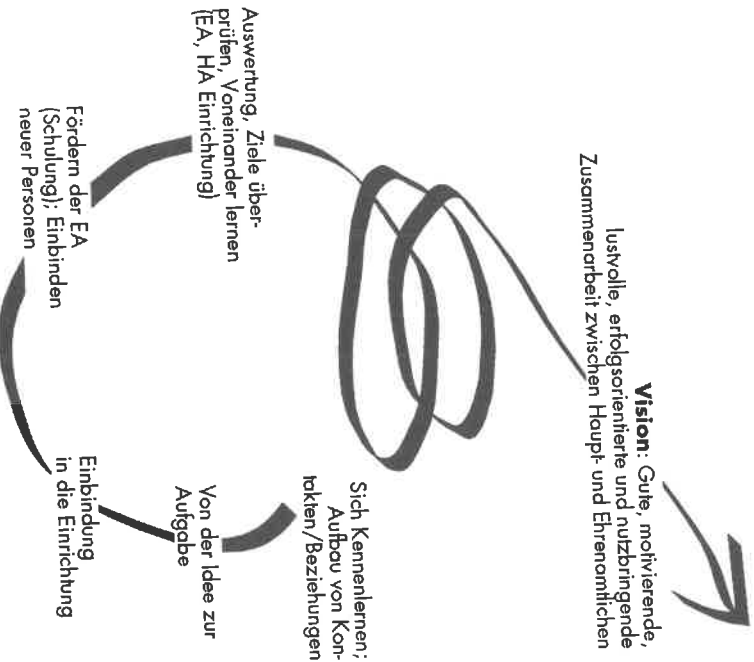 Vision: Gute, motivierende,
lustvolle, erfolgsorientierte und nutzbringende
Zusammenarbeit zwischen Haupt- und Ehrenamtlichen
Sich Kennenlernen;
Aufbau von Kon-
takten/Beziehungen
Von der Idee zur
Aufgabe
Einbindung
in die Einrichtung
Fördern der EA
(Schulung); Einbinden
neuer Personen
Auswertung, Ziele über-
prüfen, Voneinander lernen
(EA, HA Einrichtung)